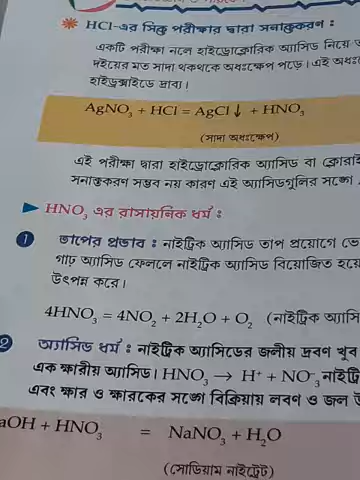 HCl-এর সিক্ত পরীক্ষার দ্বারা সনাক্তকরণ :
একটি পরীক্ষা নলে হাইড্রোক্লোরিক অ্যাসিড নিয়ে
দইয়ের মত সাদা থকথকে অধঃক্ষেপ পড়ে। এই অধঃ
হাইড্রক্সাইডে দ্রাব্য।
AgNO₃ + HCl = AgCl↓ + HNO₃
(সাদা অধঃক্ষেপ)
এই পরীক্ষা দ্বারা হাইড্রোক্লোরিক অ্যাসিড বা ক্লোরাই
সনাক্তকরণ সম্ভব নয় কারণ এই অ্যাসিডগুলির সঙ্গে
HNO₃ এর রাসায়নিক ধর্ম :
1 তাপের প্রভাব : নাইট্রিক অ্যাসিড তাপ প্রয়োগে ভে
গাঢ় অ্যাসিড ফেললে নাইট্রিক অ্যাসিড বিয়োজিত হয়ে
উৎপন্ন করে।
4HNO₃ = 4NO₂ + 2H₂O + O₂ (নাইট্রিক অ্যাসি
2 অ্যাসিড ধর্ম : নাইট্রিক অ্যাসিডের জলীয় দ্রবণ খুব
এক ক্ষারীয় অ্যাসিড। HNO₃ → H⁺ + NO⁻₃ নাইট্রি
এবং ক্ষার ও ক্ষারকের সঙ্গে বিক্রিয়ায় লবণ ও জল উ
aOH + HNO₃ = NaNO₃ + H₂O
(সোডিয়াম নাইট্রেট)